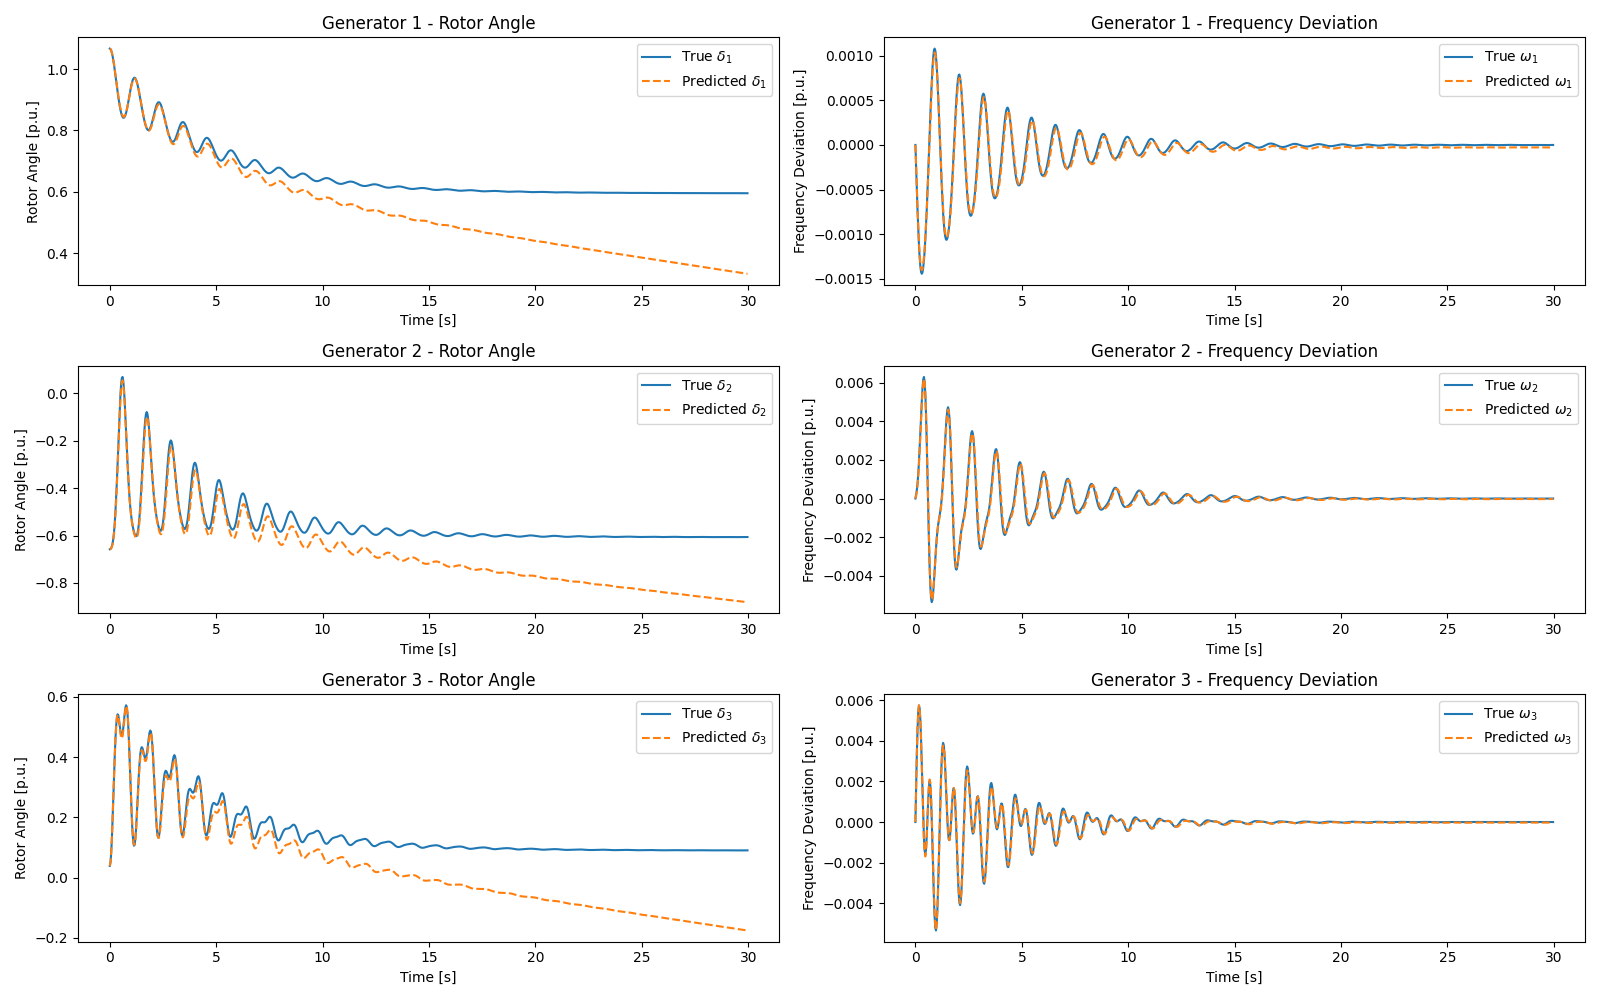 Generator 1 - Rotor Angle
Rotor Angle [p.u.]
1.0
0.8
0.6
0.4
True δ₁
Predicted δ₁
0 5 10 15 20 25 30
Time [s]
Generator 1 - Frequency Deviation
Frequency Deviation [p.u.]
0.0010
0.0005
0.0000
−0.0005
−0.0010
−0.0015
True ω₁
Predicted ω₁
0 5 10 15 20 25 30
Time [s]
Generator 2 - Rotor Angle
Rotor Angle [p.u.]
0.0
−0.2
−0.4
−0.6
−0.8
True δ₂
Predicted δ₂
0 5 10 15 20 25 30
Time [s]
Generator 2 - Frequency Deviation
Frequency Deviation [p.u.]
0.006
0.004
0.002
0.000
−0.002
−0.004
True ω₂
Predicted ω₂
0 5 10 15 20 25 30
Time [s]
Generator 3 - Rotor Angle
Rotor Angle [p.u.]
0.6
0.4
0.2
0.0
−0.2
True δ₃
Predicted δ₃
0 5 10 15 20 25 30
Time [s]
Generator 3 - Frequency Deviation
Frequency Deviation [p.u.]
0.006
0.004
0.002
0.000
−0.002
−0.004
True ω₃
Predicted ω₃
0 5 10 15 20 25 30
Time [s]